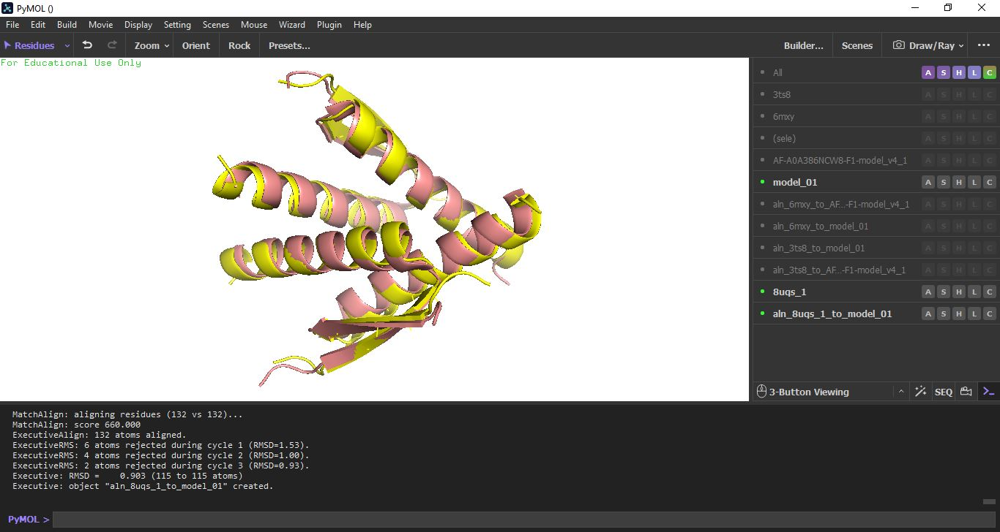 PyMOL ()
File Edit Build Movie Display Setting Scenes Mouse Wizard Plugin Help
Residues Zoom Orient Rock Presets... Builder... Scenes Draw/Ray
For Educational Use Only
All A S H L C
3ts8 A S H L C
6mxy A S H L C
(sele) A S H L C
AF-A0A386NCW8-F1-model_v4_1 A S H L C
model_01 A S H L C
aln_6mxy_to_AF...-F1-model_v4_1 A S H L C
aln_6mxy_to_model_01 A S H L C
aln_3ts8_to_model_01 A S H L C
aln_3ts8_to_AF...-F1-model_v4_1 A S H L C
8uqs_1 A S H L C
aln_8uqs_1_to_model_01 A S H L C
3-Button Viewing SEQ
MatchAlign: aligning residues (132 vs 132)...
MatchAlign: score 660.000
ExecutiveAlign: 132 atoms aligned.
ExecutiveRMS: 6 atoms rejected during cycle 1 (RMSD=1.53).
ExecutiveRMS: 4 atoms rejected during cycle 2 (RMSD=1.00).
ExecutiveRMS: 2 atoms rejected during cycle 3 (RMSD=0.93).
Executive: RMSD =    0.903 (115 to 115 atoms)
Executive: object "aln_8uqs_1_to_model_01" created.
PyMOL >